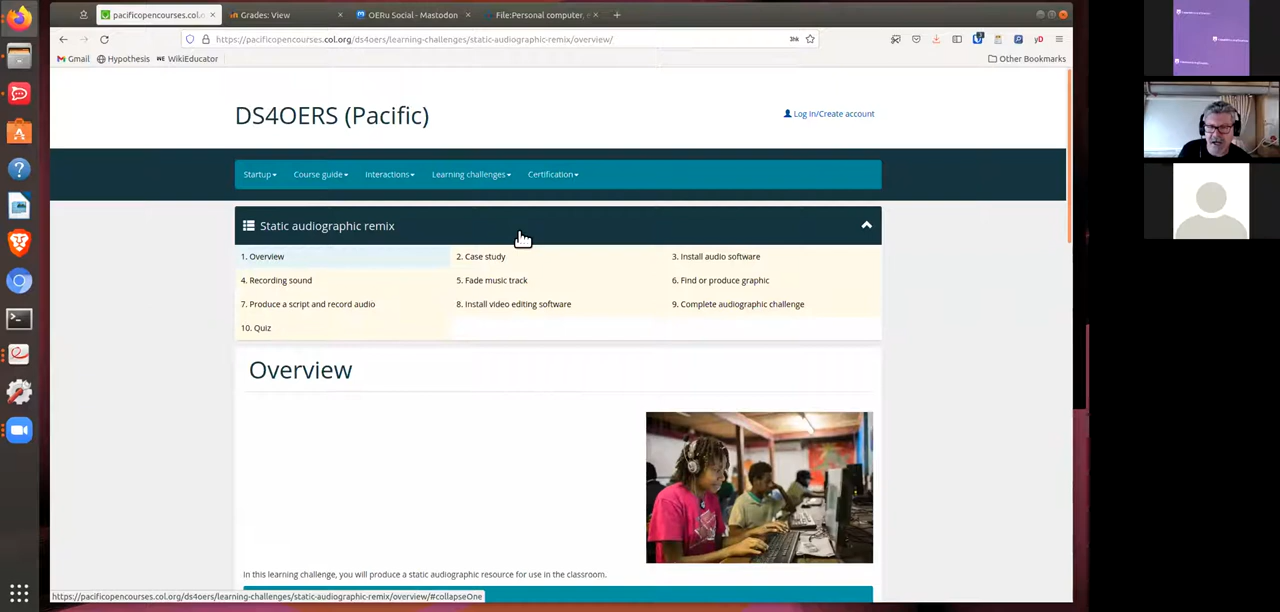 pacificopencourses.col.o
Grades: View
OERu Social - Mastodon
File:Personal computer,
https://pacificopencourses.col.org/ds4oers/learning-challenges/static-audiographic-remix/overview/
Gmail
Hypothesis
WikiEducator
Other Bookmarks
DS4OERS (Pacific)
Log in/Create account
Startup
Course guide
Interactions
Learning challenges
Certification
Static audiographic remix
1. Overview
2. Case study
3. Install audio software
4. Recording sound
5. Fade music track
6. Find or produce graphic
7. Produce a script and record audio
8. Install video editing software
9. Complete audiographic challenge
10. Quiz
Overview
In this learning challenge, you will produce a static audiographic resource for use in the classroom.
https://pacificopencourses.col.org/ds4oers/learning-challenges/static-audiographic-remix/overview/#collapseOne